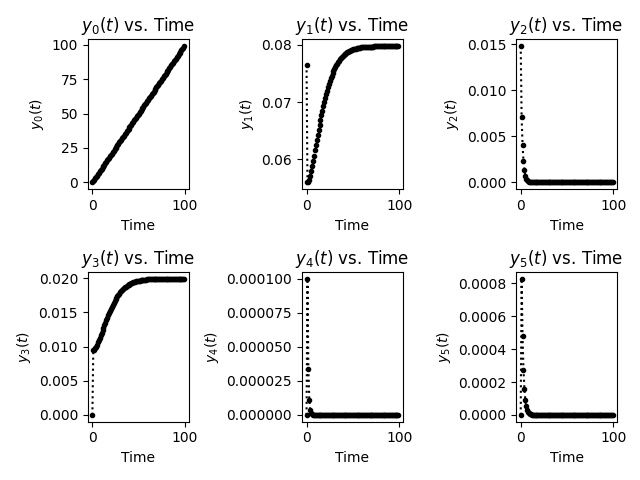 y₀(t) vs. Time
y₁(t) vs. Time
y₂(t) vs. Time
100
75
50
25
0
y₀(t)
0
100
Time
0.08
0.07
0.06
y₁(t)
0
100
Time
0.015
0.010
0.005
0.000
y₂(t)
0
100
Time
y₃(t) vs. Time
y₄(t) vs. Time
y₅(t) vs. Time
0.020
0.015
0.010
0.005
0.000
y₃(t)
0
100
Time
0.000100
0.000075
0.000050
0.000025
0.000000
y₄(t)
0
100
Time
0.0008
0.0006
0.0004
0.0002
0.0000
y₅(t)
0
100
Time